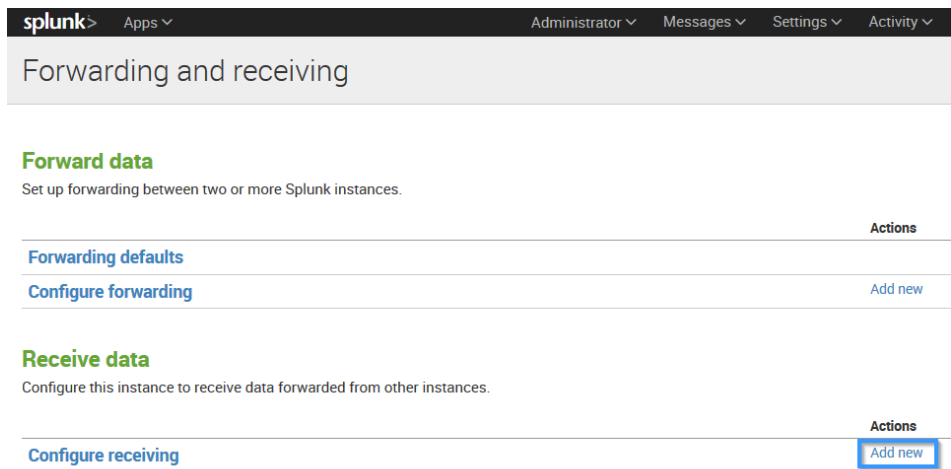 splunk> Apps Administrator Messages Settings Activity
Forwarding and receiving
Forward data
Set up forwarding between two or more Splunk instances.
Actions
Forwarding defaults
Configure forwarding Add new
Receive data
Configure this instance to receive data forwarded from other instances.
Actions
Configure receiving Add new